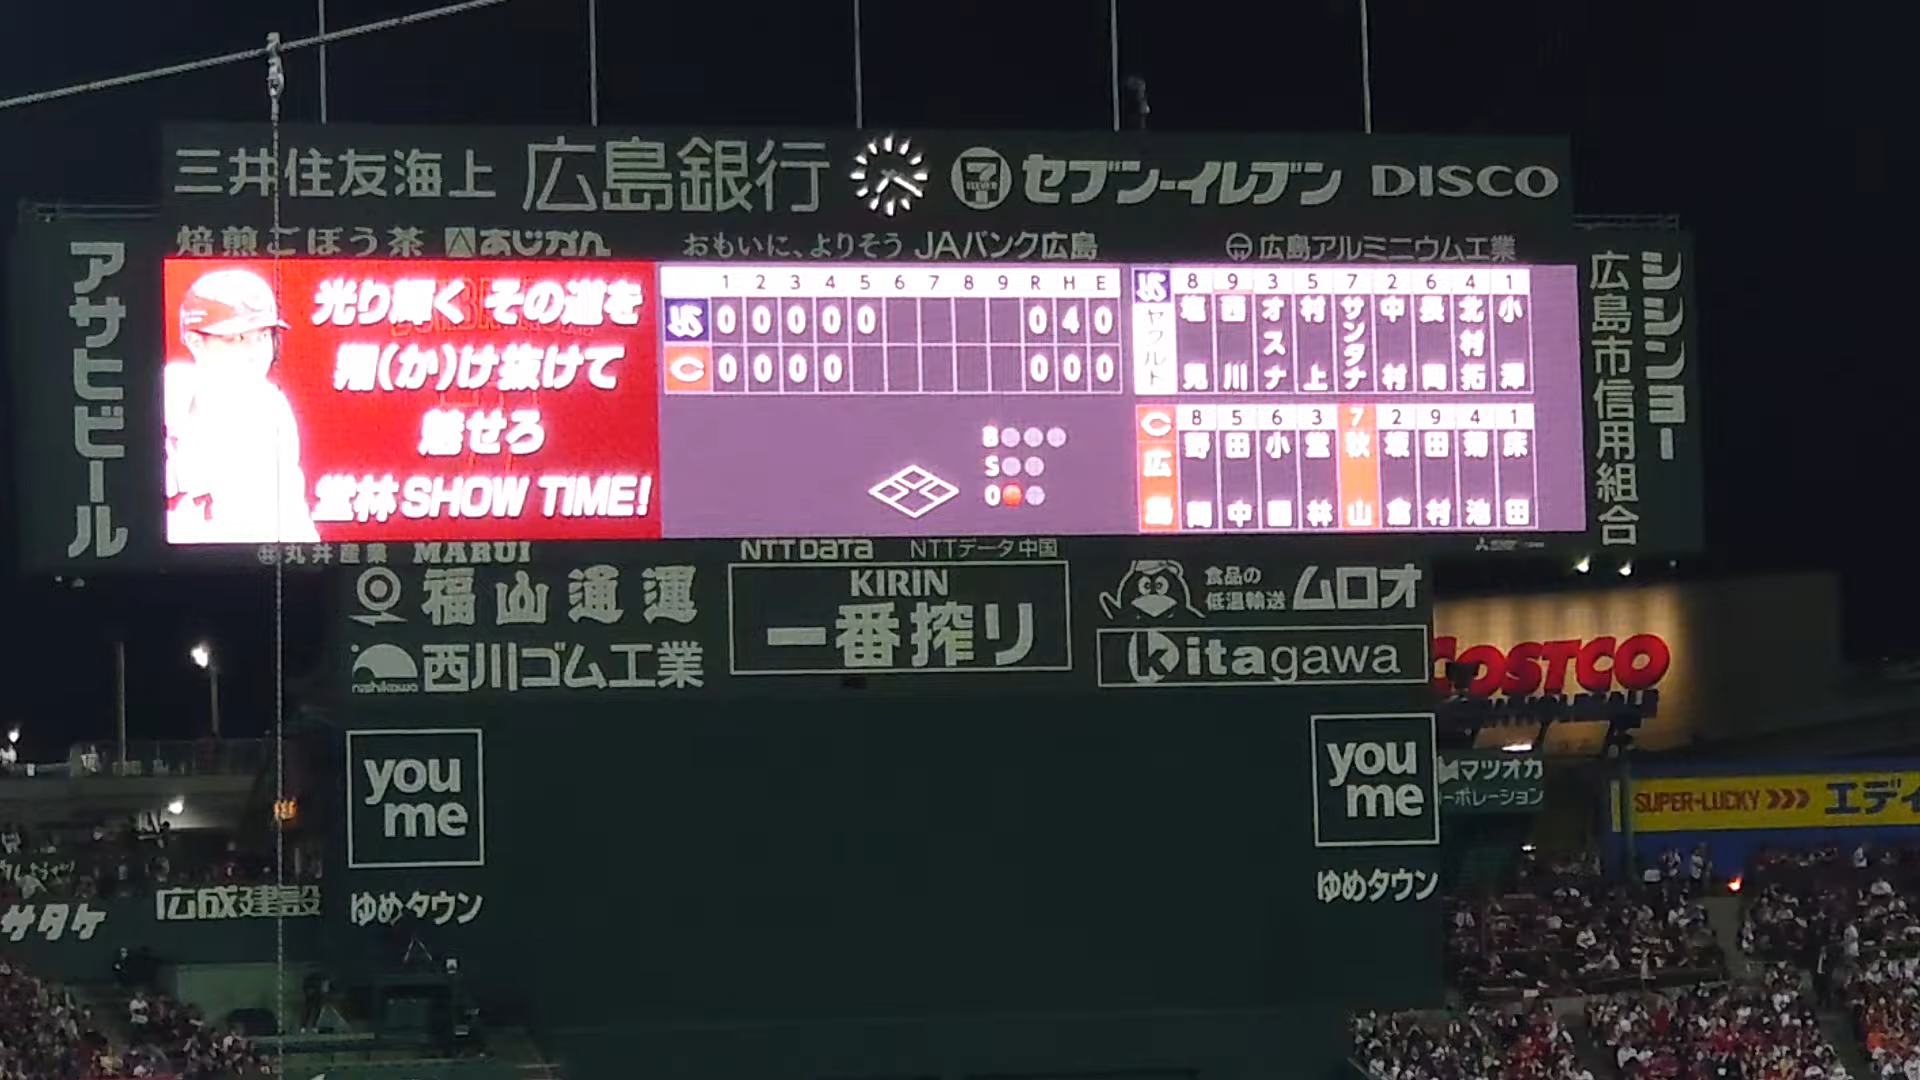 三井住友海上 広島銀行 7 ELEVEN セブン-イレブン DISCO
焙煎ごぼう茶 あじかん おもいに、よりそう JAバンク広島 広島アルミニウム工業
アサヒビール
光り輝く その道を
翔(か)け抜けて
魅せろ
堂林SHOW TIME!
1 2 3 4 5 6 7 8 9 R H E
YS 0 0 0 0 0 0 4 0
C 0 0 0 0 0 0 0
B
S
O
YS 8 9 3 5 7 2 6 4 1
ヤクルト 塩見 西川 オスナ 村上 サンタナ 中村 長岡 北村拓 小澤
C 8 5 6 3 7 2 9 4 1
広島 野間 田中 小園 堂林 秋山 坂倉 田村 菊池 床田
シシンヨー
広島市信用組合
丸井産業 MARUI NTT DATA NTTデータ中国
福山通運 KIRIN 食品の
低温輸送 ムロオ
nishikawa 西川ゴム工業 一番搾り Kitagawa
COSTCO
WHOLESALE
you
me
ゆめタウン
you
me
ゆめタウン
マツオカ
ーポレーション
SUPER-LUCKY エディ
サタケ
広成建設